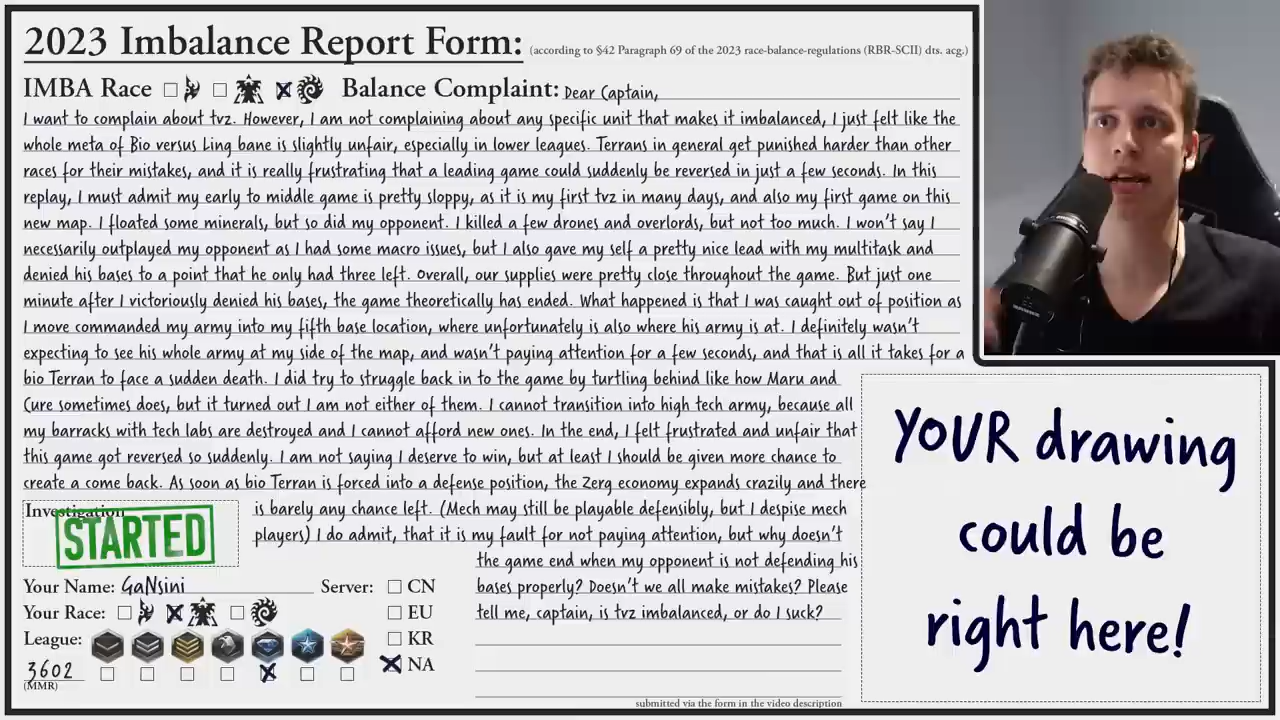 2023 Imbalance Report Form: (according to §42 Paragraph 69 of the 2023 race-balance-regulations (RBR-SCII) dts. acg.)
IMBA Race Balance Complaint: Dear Captain,
I want to complain about tvz. However, I am not complaining about any specific unit that makes it imbalanced, I just felt like the
whole meta of Bio versus Ling bane is slightly unfair, especially in lower leagues. Terrans in general get punished harder than other
races for their mistakes, and it is really frustrating that a leading game could suddenly be reversed in just a few seconds. In this
replay, I must admit my early to middle game is pretty sloppy, as it is my first tvz in many days, and also my first game on this
new map. I floated some minerals, but so did my opponent. I killed a few drones and overlords, but not too much. I won't say I
necessarily outplayed my opponent as I had some macro issues, but I also gave my self a pretty nice lead with my multitask and
denied his bases to a point that he only had three left. Overall, our supplies were pretty close throughout the game. But just one
minute after I victoriously denied his bases, the game theoretically has ended. What happened is that I was caught out of position as
I move commanded my army into my fifth base location, where unfortunately is also where his army is at. I definitely wasn't
expecting to see his whole army at my side of the map, and wasn't paying attention for a few seconds, and that is all it takes for a
bio Terran to face a sudden death. I did try to struggle back in to the game by turtling behind like how Maru and
Cure sometimes does, but it turned out I am not either of them. I cannot transition into high tech army, because all
my barracks with tech labs are destroyed and I cannot afford new ones. In the end, I felt frustrated and unfair that
this game got reversed so suddenly. I am not saying I deserve to win, but at least I should be given more chance to
create a come back. As soon as bio Terran is forced into a defense position, the Zerg economy expands crazily and there
is barely any chance left. (Mech may still be playable defensibly, but I despise mech
players) I do admit, that it is my fault for not paying attention, but why doesn't
the game end when my opponent is not defending his
bases properly? Doesn't we all make mistakes? Please
tell me, captain, is tvz imbalanced, or do I suck?
Investigation
STARTED
Your Name: GaNsini
Your Race:
League:
3602
(MMR)
Server: CN
EU
KR
NA
submitted via the form in the video description
YOUR drawing
could be
right here!